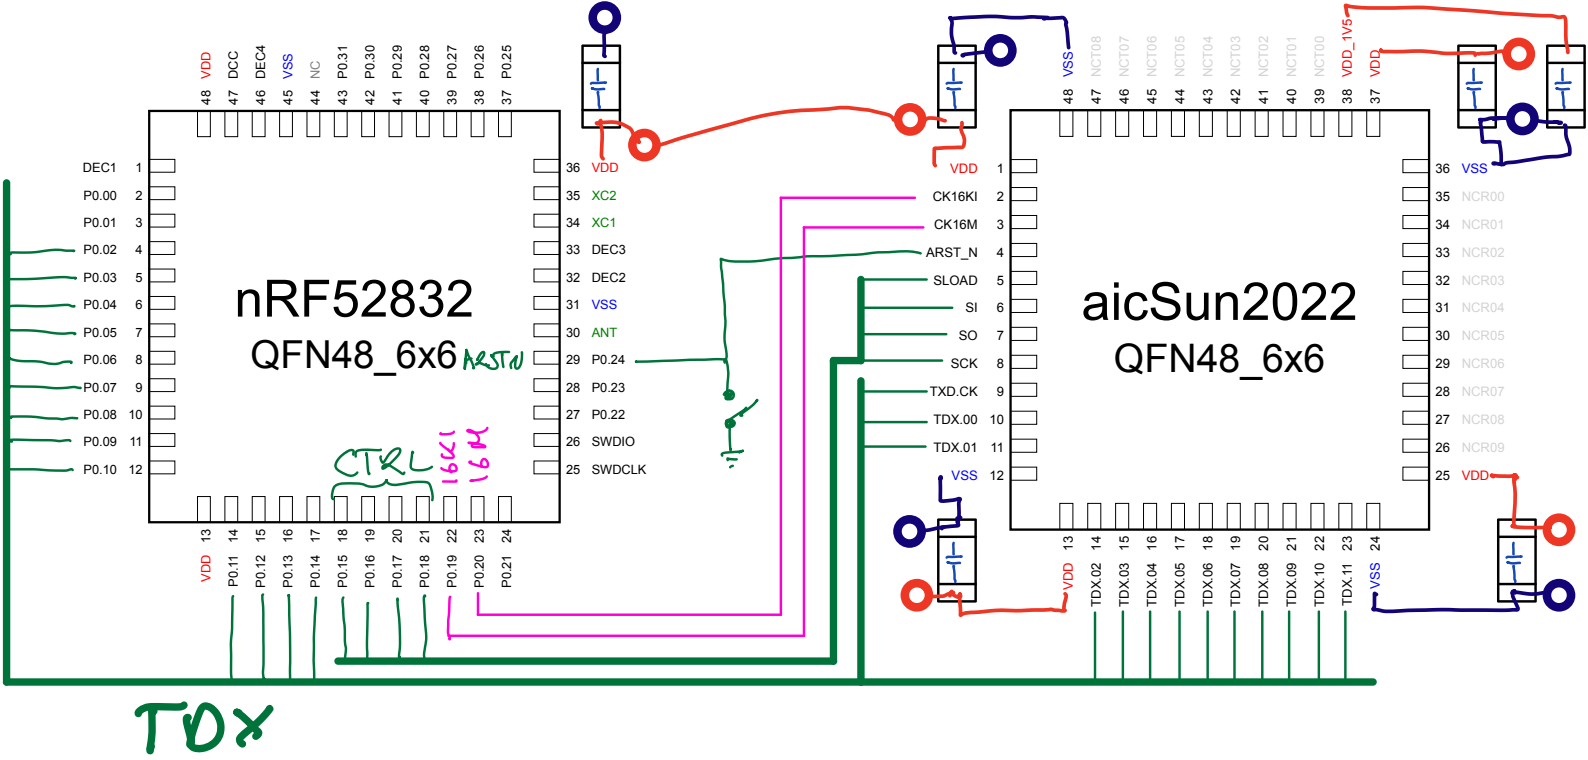 48 VDD
47 DCC
46 DEC4
45 VSS
44 NC
43 P0.31
42 P0.30
41 P0.29
40 P0.28
39 P0.27
38 P0.26
37 P0.25
DEC1 1
P0.00 2
P0.01 3
P0.02 4
P0.03 5
P0.04 6
P0.05 7
P0.06 8
P0.07 9
P0.08 10
P0.09 11
P0.10 12
nRF52832
QFN48_6x6
ARSTN
36 VDD
35 XC2
34 XC1
33 DEC3
32 DEC2
31 VSS
30 ANT
29 P0.24
28 P0.23
27 P0.22
26 SWDIO
25 SWDCLK
CTRL
16KI
16M
VDD 13
P0.11 14
P0.12 15
P0.13 16
P0.14 17
P0.15 18
P0.16 19
P0.17 20
P0.18 21
P0.19 22
P0.20 23
P0.21 24
48 VSS
47 NCT08
46 NCT07
45 NCT06
44 NCT05
43 NCT04
42 NCT03
41 NCT02
40 NCT01
39 NCT00
38 VDD_1V5
37 VDD
VDD 1
CK16KI 2
CK16M 3
ARST_N 4
SLOAD 5
SI 6
SO 7
SCK 8
TXD.CK 9
TDX.00 10
TDX.01 11
VSS 12
aicSun2022
QFN48_6x6
36 VSS
35 NCR00
34 NCR01
33 NCR02
32 NCR03
31 NCR04
30 NCR05
29 NCR06
28 NCR07
27 NCR08
26 NCR09
25 VDD
VDD 13
TDX.02 14
TDX.03 15
TDX.04 16
TDX.05 17
TDX.06 18
TDX.07 19
TDX.08 20
TDX.09 21
TDX.10 22
TDX.11 23
VSS 24
TDX